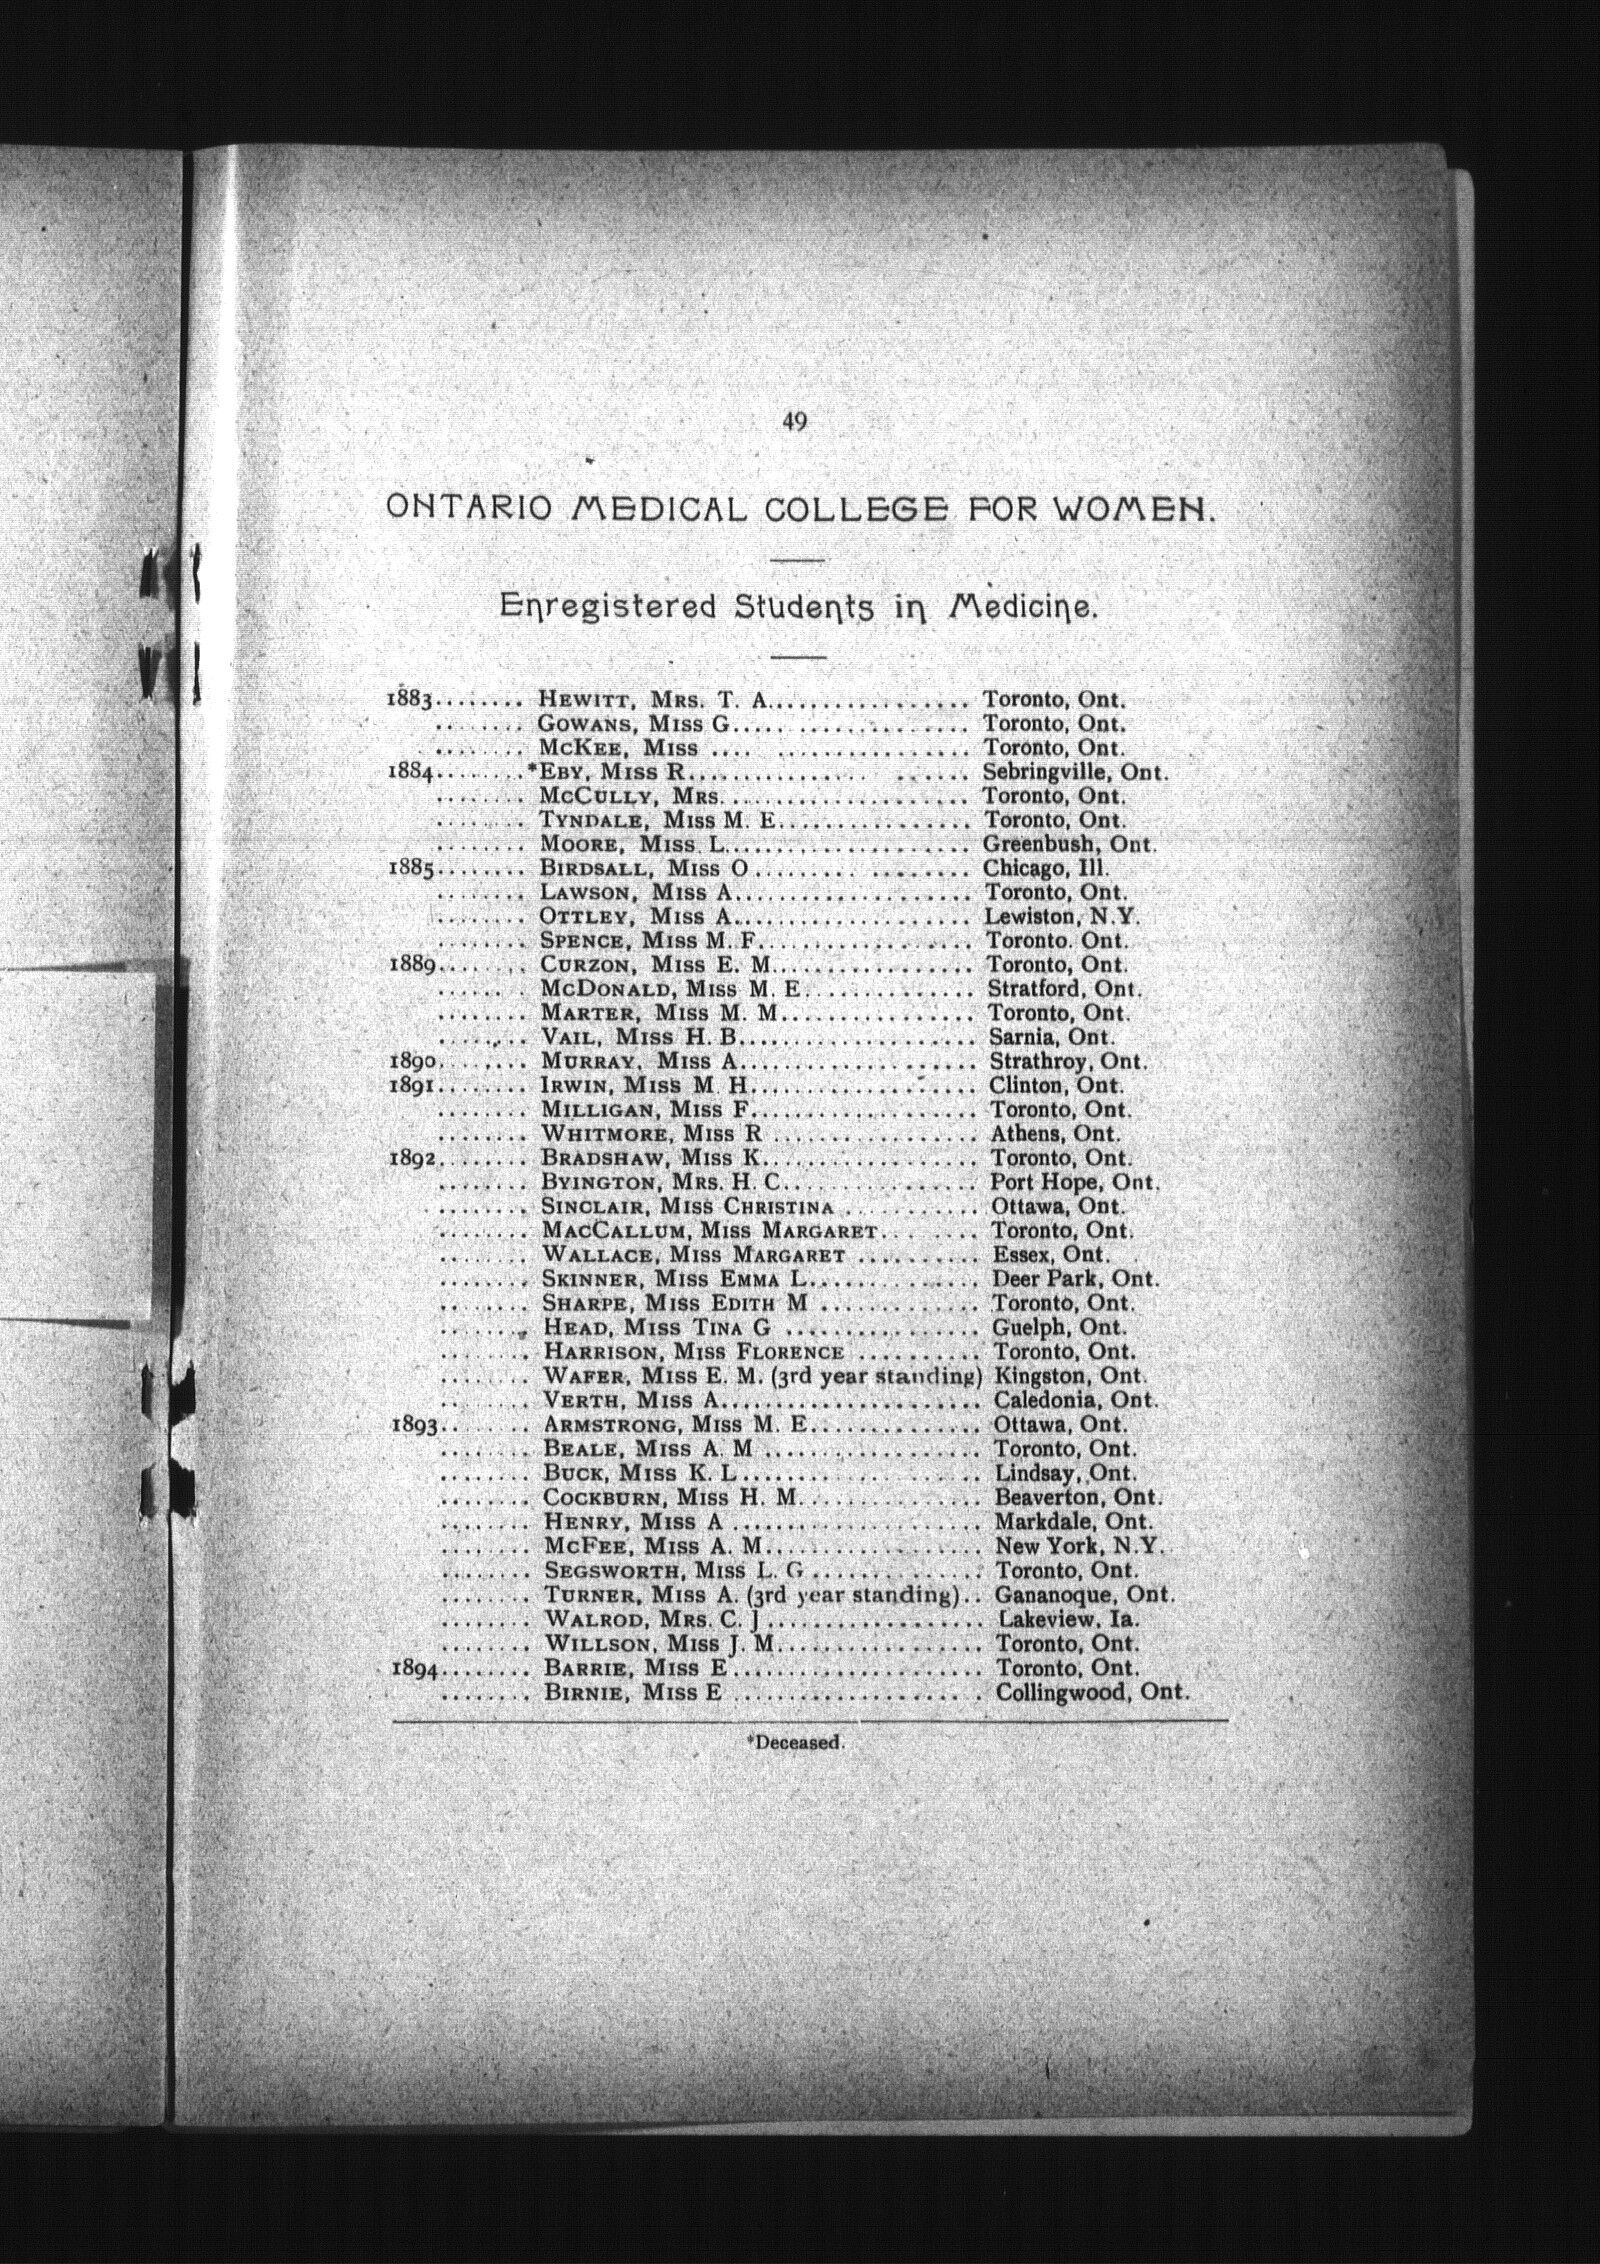 49
ONTARIO MEDICAL COLLEGE FOR WOMEN.
Enregistered Students in Medicine.
1883........ HEWITT, MRS. T. A.................. Toronto, Ont.
........ GOWANS, MISS G..................... Toronto, Ont.
........ MCKEE, MISS .... ................ Toronto, Ont.
1884........*EBY, MISS R................ ...... Sebringville, Ont.
........ MCCULLY, MRS...................... Toronto, Ont.
........ TYNDALE, MISS M. E................. Toronto, Ont.
........ MOORE, MISS L...................... Greenbush, Ont.
1885........ BIRDSALL, MISS O......... ........ Chicago, Ill.
........ LAWSON, MISS A..................... Toronto, Ont.
........ OTTLEY, MISS A..................... Lewiston, N.Y.
........ SPENCE, MISS M. F.................. Toronto. Ont.
1889........ CURZON, MISS E. M................. Toronto, Ont.
........ MCDONALD, MISS M. E.............. Stratford, Ont.
........ MARTER, MISS M. M................ Toronto, Ont.
........ VAIL, MISS H. B.................... Sarnia, Ont.
1890........ MURRAY, MISS A.................... Strathroy, Ont.
1891........ IRWIN, MISS M. H................... Clinton, Ont.
........ MILLIGAN, MISS F................... Toronto, Ont.
........ WHITMORE, MISS R ................. Athens, Ont.
1892........ BRADSHAW, MISS K.................. Toronto, Ont.
........ BYINGTON, MRS. H. C................ Port Hope, Ont.
........ SINCLAIR, MISS CHRISTINA ........... Ottawa, Ont.
........ MACCALLUM, MISS MARGARET........ Toronto, Ont.
........ WALLACE, MISS MARGARET .......... Essex, Ont.
........ SKINNER, MISS EMMA L.............. Deer Park, Ont.
........ SHARPE, MISS EDITH M ............. Toronto, Ont.
........ HEAD, MISS TINA G ................ Guelph, Ont.
........ HARRISON, MISS FLORENCE .......... Toronto, Ont.
........ WAFER, MISS E. M. (3rd year standing) Kingston, Ont.
........ VERTH, MISS A...................... Caledonia, Ont.
1893........ ARMSTRONG, MISS M. E.............. Ottawa, Ont.
........ BEALE, MISS A. M .................. Toronto, Ont.
........ BUCK, MISS K. L.................... Lindsay, Ont.
........ COCKBURN, MISS H. M............... Beaverton, Ont.
........ HENRY, MISS A ..................... Markdale, Ont.
........ MCFEE, MISS A. M.................. New York, N.Y.
........ SEGSWORTH, MISS L. G.............. Toronto, Ont.
........ TURNER, MISS A. (3rd year standing).. Gananoque, Ont.
........ WALROD, MRS. C. J.................. Lakeview, Ia.
........ WILLSON, MISS J. M................. Toronto, Ont.
1894........ BARRIE, MISS E..................... Toronto, Ont.
........ BIRNIE, MISS E .................... Collingwood, Ont.
*Deceased.